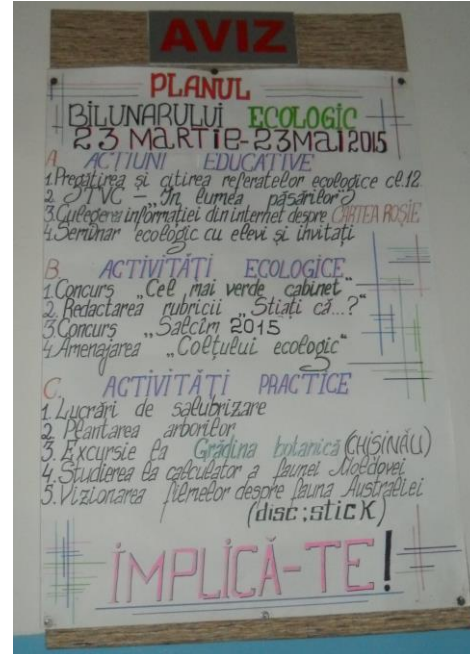 AVIZ
PLANUL
BILUNARULUI ECOLOGIC
23 MARTIE-23 MAI 2015
A ACȚIUNI EDUCATIVE
1. Pregătirea și citirea referatelor ecologice cl.12
2 STVC – „În lumea păsărilor”
3. Culegerea informației din internet despre CARTEA ROȘIE
4. Seminar ecologic cu elevi și invitați
B. ACTIVITĂȚI ECOLOGICE
1. Concurs „Cel mai verde cabinet”
2. Redactarea rubricii „Știați că...?”
3. Concurs „Salcîm 2015
4. Amenajarea „Colțului ecologic”
C. ACTIVITĂȚI PRACTICE
1. Lucrări de salubrizare
2 Plantarea arborilor
3. Excursie la Grădina botanică (CHIȘINĂU)
4. Studierea la calculator a faunei Moldovei
5. Vizionarea filmelor despre fauna Australiei
(disc; stick)
IMPLICĂ-TE!